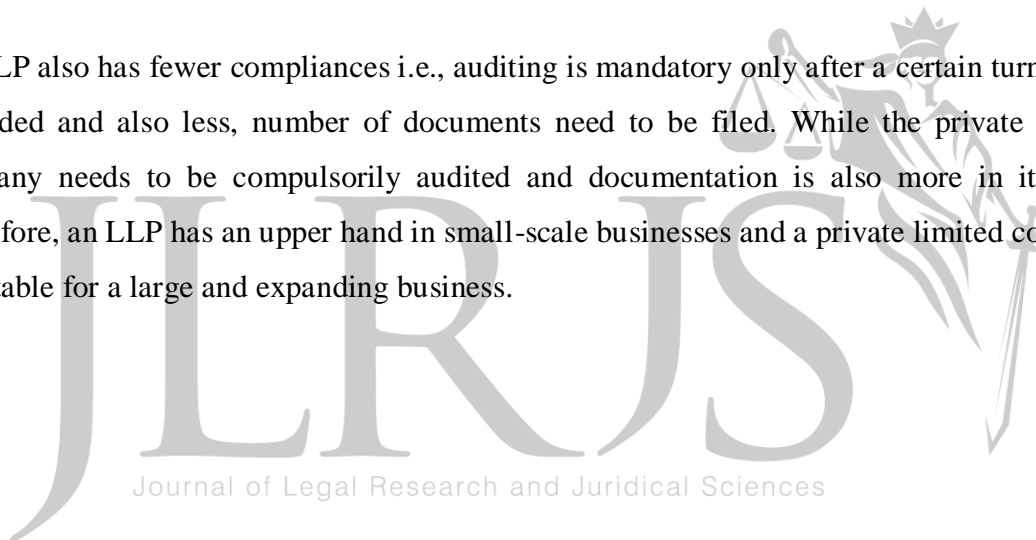 LP also has fewer compliances i.e., auditing is mandatory only after a certain turn
ded and also less, number of documents need to be filed. While the private
any needs to be compulsorily audited and documentation is also more in it
fore, an LLP has an upper hand in small-scale businesses and a private limited co
table for a large and expanding business.
JLRJS
Journal of Legal Research and Juridical Sciences